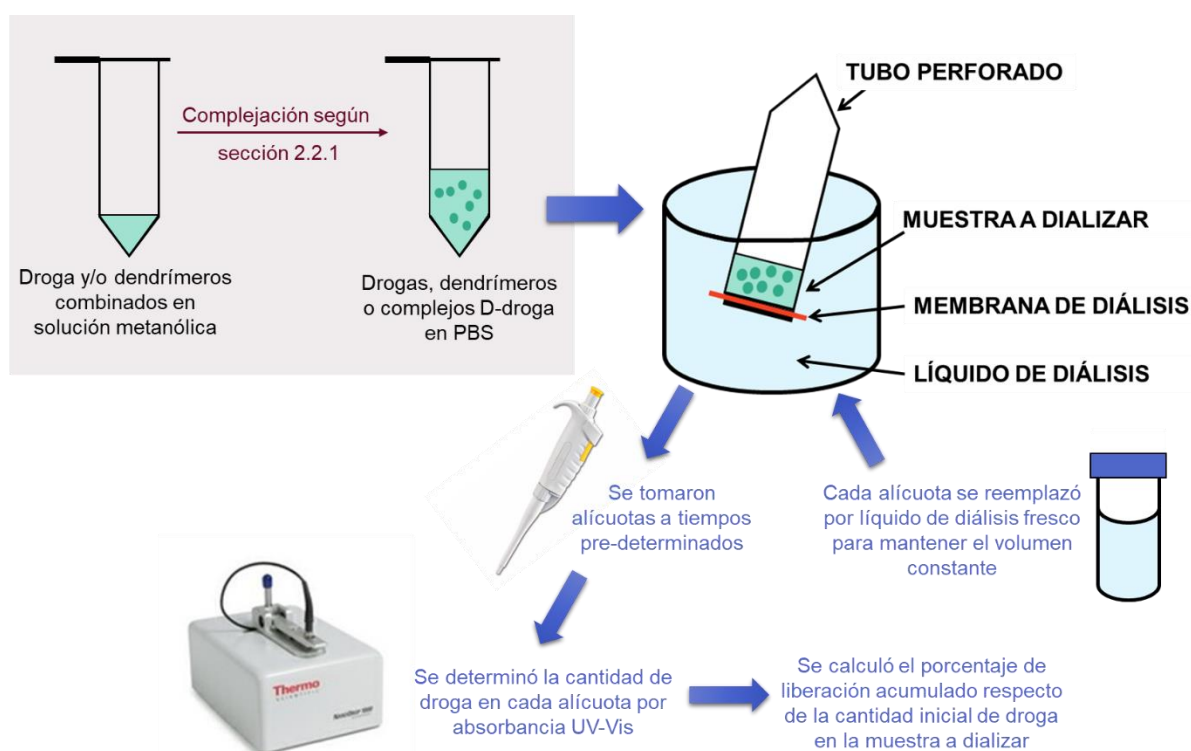 Complejación según
sección 2.2.1
Droga y/o dendrímeros
combinados en
solución metanólica
Drogas, dendrímeros
o complejos D-droga
en PBS
TUBO PERFORADO
MUESTRA A DIALIZAR
MEMBRANA DE DIÁLISIS
LÍQUIDO DE DIÁLISIS
Se tomaron
alícuotas a tiempos
pre-determinados
Cada alícuota se reemplazó
por líquido de diálisis fresco
para mantener el volumen
constante
Thermo
SCIENTIFIC
Se determinó la cantidad de
droga en cada alícuota por
absorbancia UV-Vis
Se calculó el porcentaje de
liberación acumulado respecto
de la cantidad inicial de droga
en la muestra a dializar